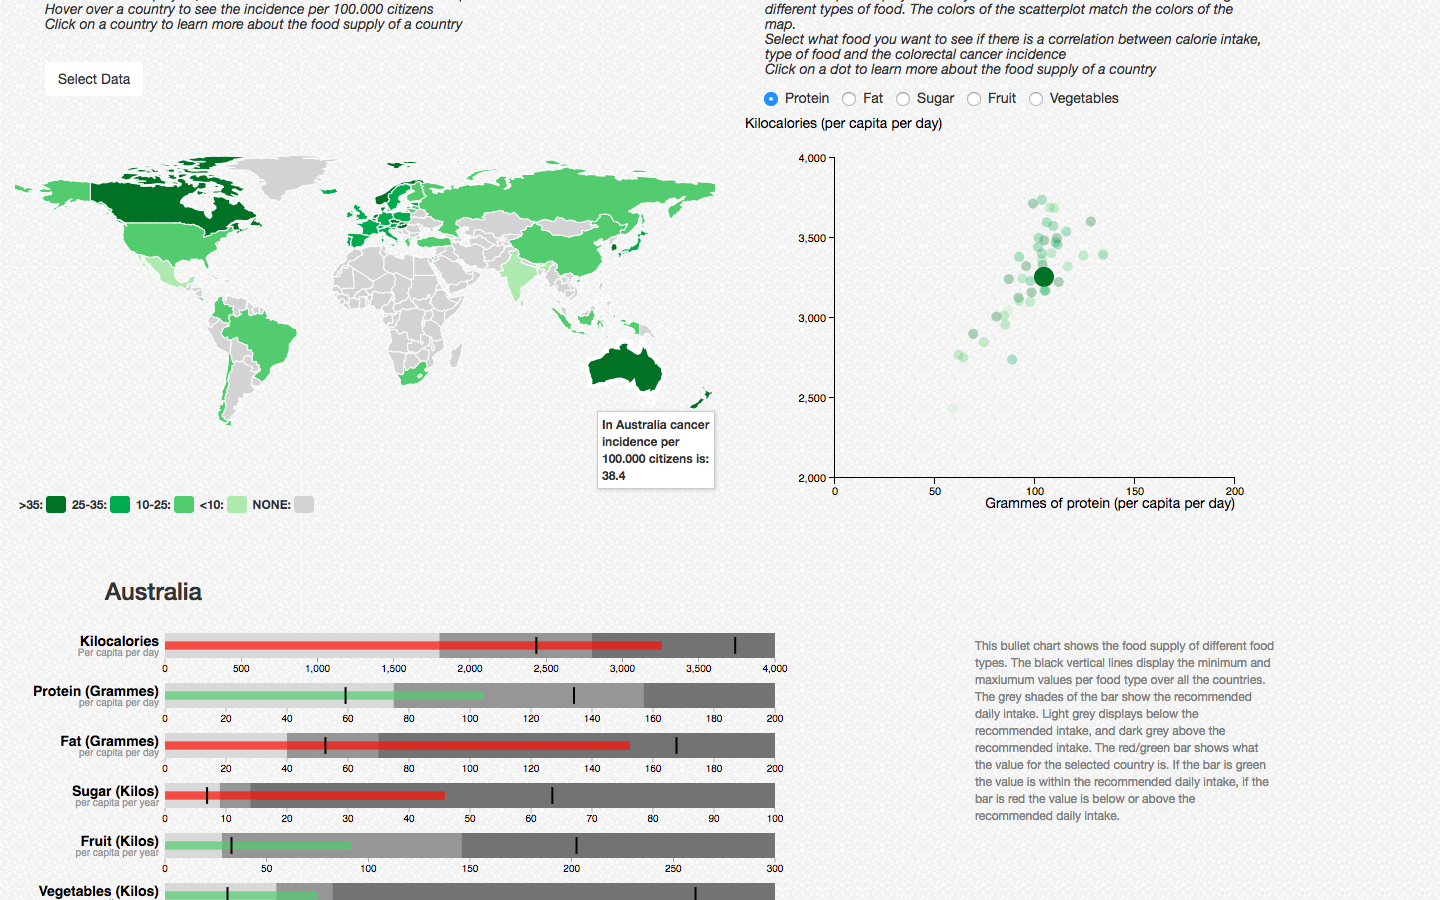 Hover over a country to see the incidence per 100.000 citizens
Click on a country to learn more about the food supply of a country
Select Data
different types of food. The colors of the scatterplot match the colors of the
map.
Select what food you want to see if there is a correlation between calorie intake,
type of food and the colorectal cancer incidence
Click on a dot to learn more about the food supply of a country
Protein Fat Sugar Fruit Vegetables
Kilocalories (per capita per day)
4,000
3,500
3,000
2,500
2,000
0 50 100 150 200
Grammes of protein (per capita per day)
In Australia cancer
incidence per
100.000 citizens is:
38.4
>35: 25-35: 10-25: <10: NONE:
Australia
Kilocalories
Per capita per day
0 500 1,000 1,500 2,000 2,500 3,000 3,500 4,000
Protein (Grammes)
per capita per day
0 20 40 60 80 100 120 140 160 180 200
Fat (Grammes)
per capita per day
0 20 40 60 80 100 120 140 160 180 200
Sugar (Kilos)
per capita per year
0 10 20 30 40 50 60 70 80 90 100
Fruit (Kilos)
per capita per year
0 50 100 150 200 250 300
Vegetables (Kilos)
This bullet chart shows the food supply of different food
types. The black vertical lines display the minimum and
maxiumum values per food type over all the countries.
The grey shades of the bar show the recommended
daily intake. Light grey displays below the
recommended intake, and dark grey above the
recommended intake. The red/green bar shows what
the value for the selected country is. If the bar is green
the value is within the recommended daily intake, if the
bar is red the value is below or above the
recommended daily intake.